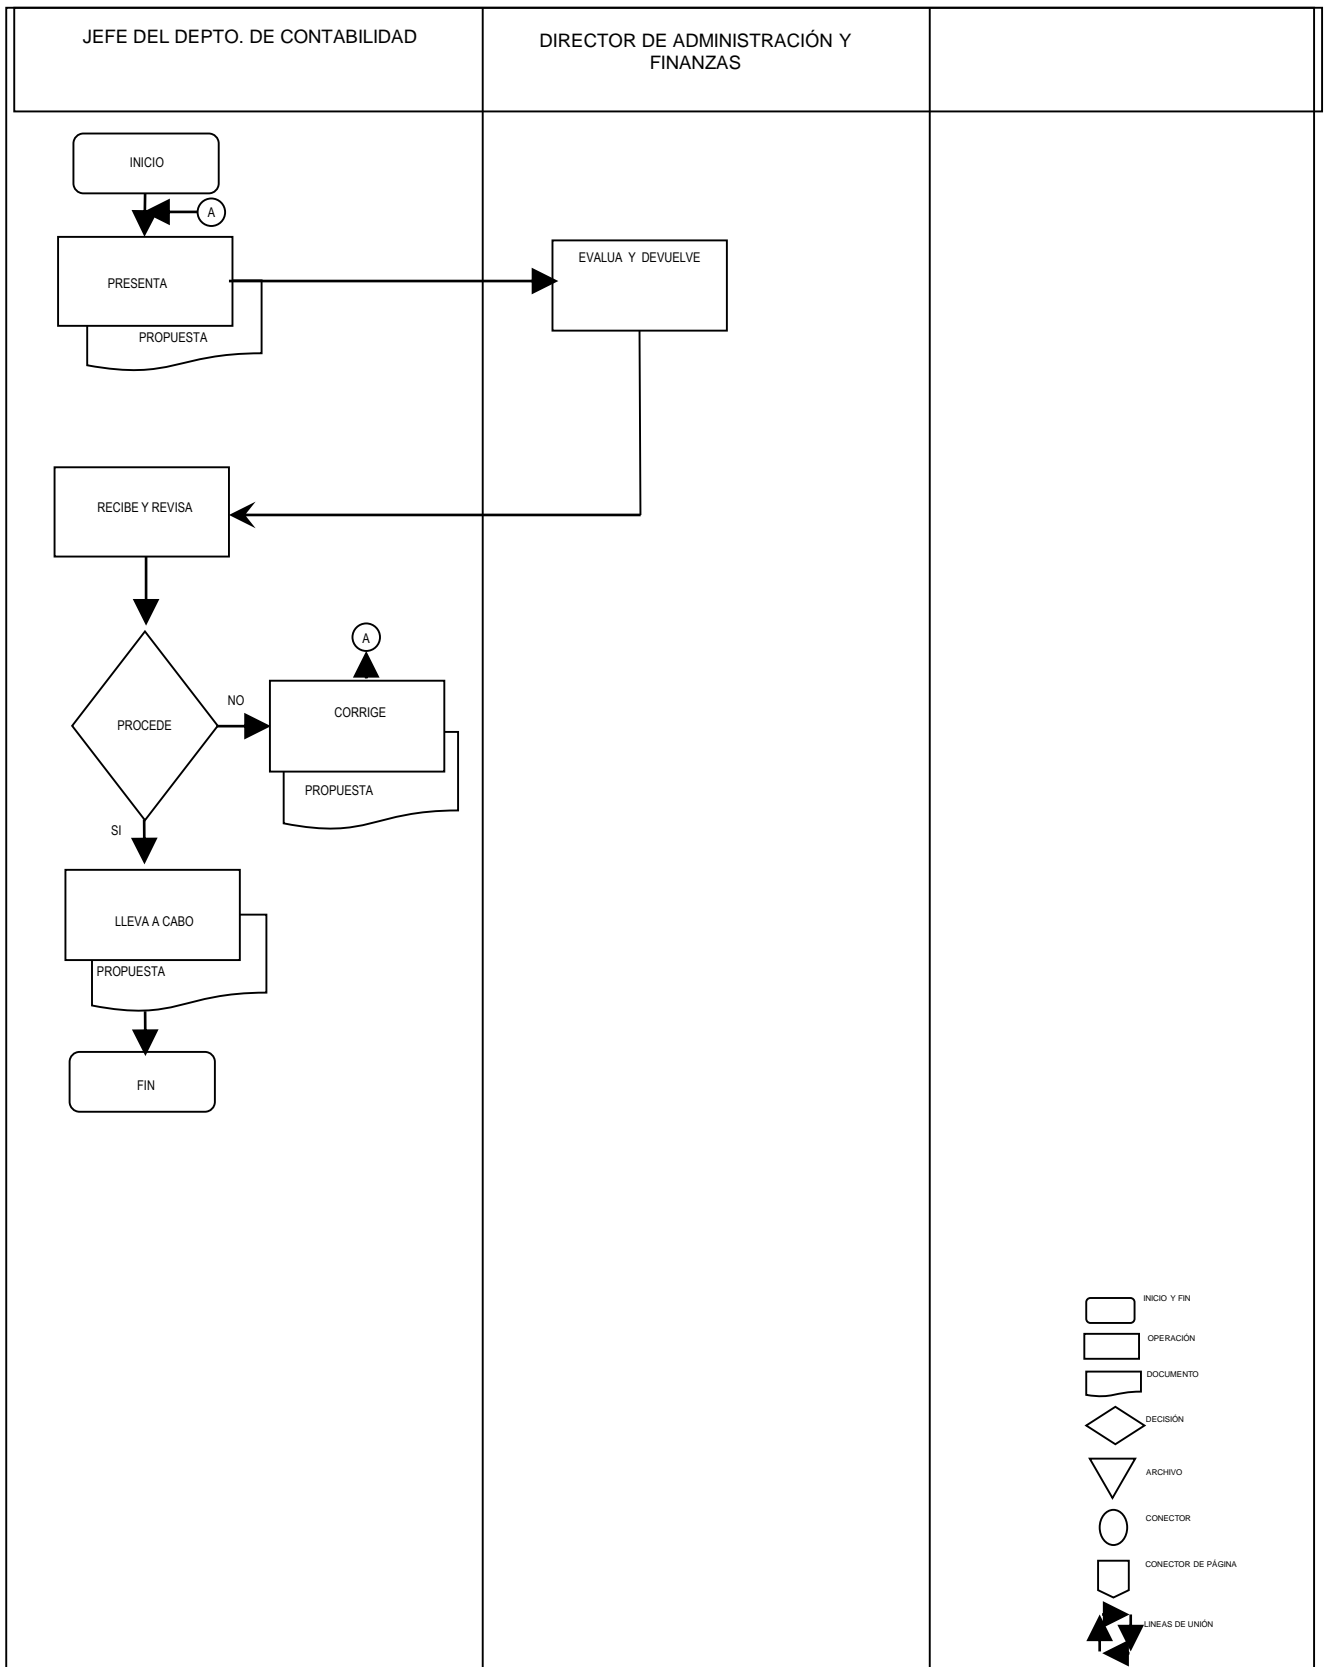 JEFE DEL DEPTO. DE CONTABILIDAD
DIRECTOR DE ADMINISTRACIÓN Y
FINANZAS
INICIO
A
PRESENTA
PROPUESTA
EVALUA Y DEVUELVE
RECIBE Y REVISA
A
PROCEDE
NO
CORRIGE
PROPUESTA
SI
LLEVA A CABO
PROPUESTA
FIN
INICIO Y FIN
OPERACIÓN
DOCUMENTO
DECISIÓN
ARCHIVO
CONECTOR
CONECTOR DE PÁGINA
LINEAS DE UNIÓN